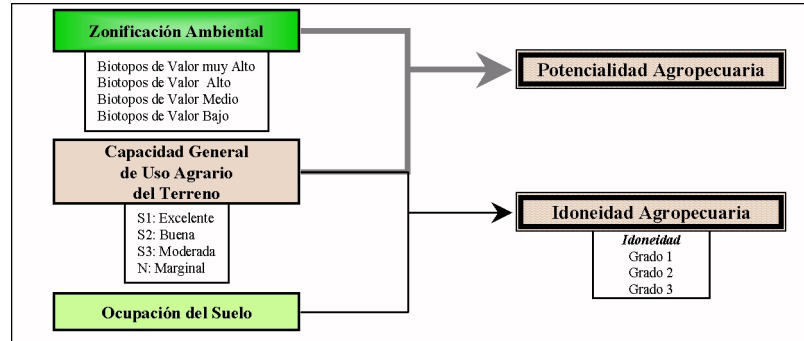 Zonificación Ambiental
Biotopos de Valor muy Alto
Biotopos de Valor Alto
Biotopos de Valor Medio
Biotopos de Valor Bajo
Capacidad General
de Uso Agrario
del Terreno
S1: Excelente
S2: Buena
S3: Moderada
N: Marginal
Ocupación del Suelo
Potencialidad Agropecuaria
Idoneidad Agropecuaria
Idoneidad
Grado 1
Grado 2
Grado 3